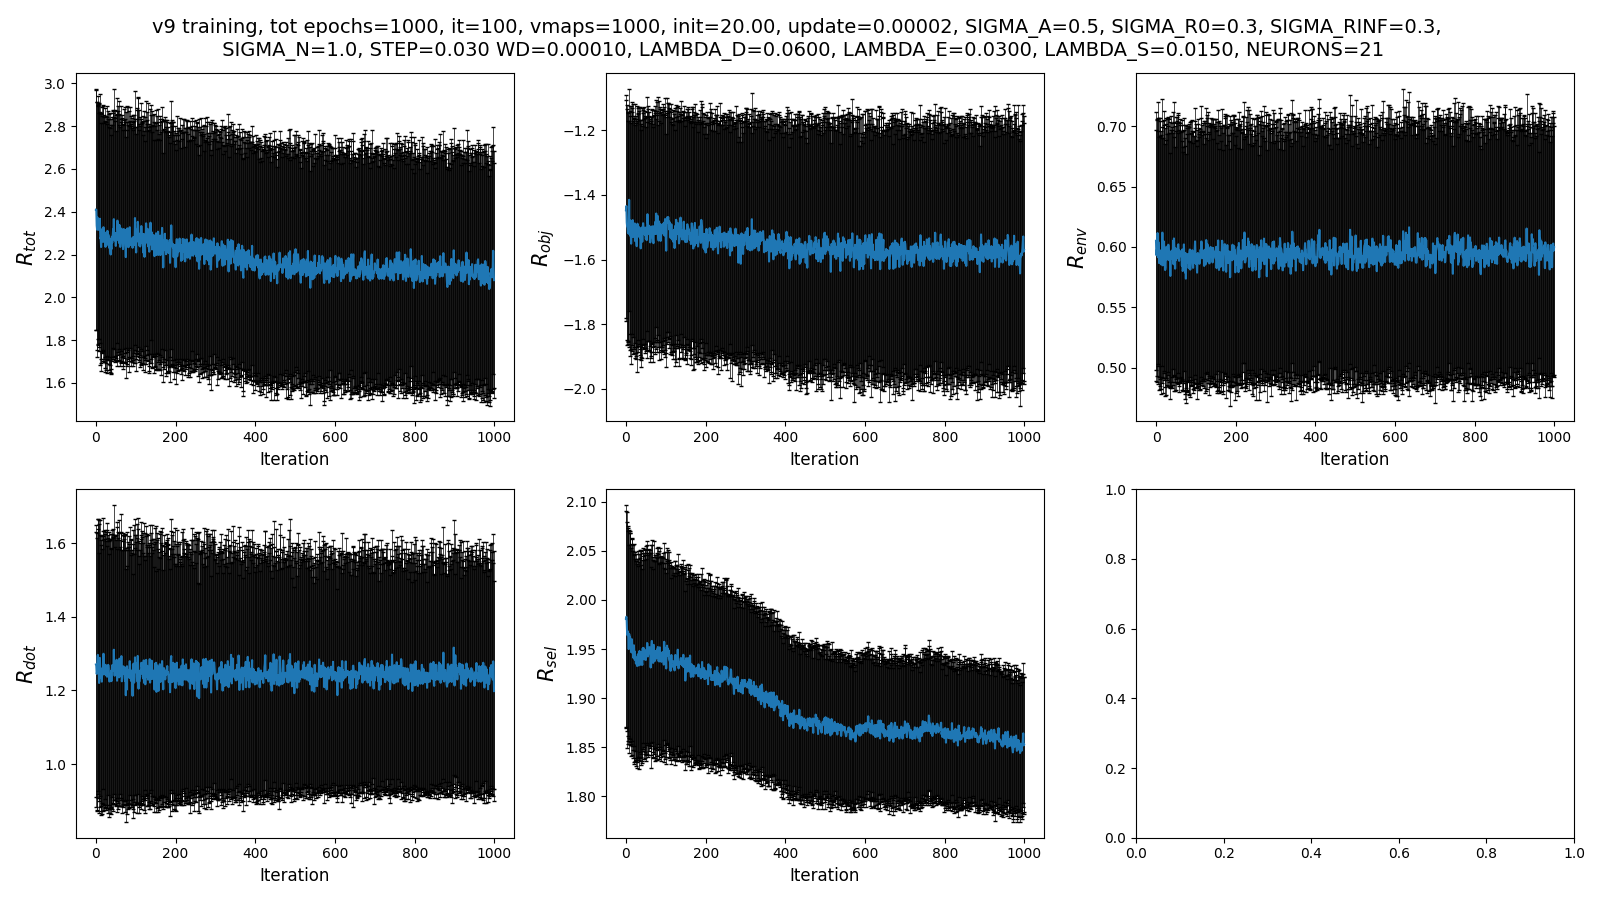 v9 training, tot epochs=1000, it=100, vmaps=1000, init=20.00, update=0.00002, SIGMA_A=0.5, SIGMA_R0=0.3, SIGMA_RINF=0.3,
SIGMA_N=1.0, STEP=0.030 WD=0.00010, LAMBDA_D=0.0600, LAMBDA_E=0.0300, LAMBDA_S=0.0150, NEURONS=21
R_tot
3.0
2.8
2.6
2.4
2.2
2.0
1.8
1.6
0 200 400 600 800 1000
Iteration
R_obj
−1.2
−1.4
−1.6
−1.8
−2.0
0 200 400 600 800 1000
Iteration
R_env
0.70
0.65
0.60
0.55
0.50
0 200 400 600 800 1000
Iteration
R_dot
1.6
1.4
1.2
1.0
0 200 400 600 800 1000
Iteration
R_sel
2.10
2.05
2.00
1.95
1.90
1.85
1.80
0 200 400 600 800 1000
Iteration
1.0
0.8
0.6
0.4
0.2
0.0
0.0 0.2 0.4 0.6 0.8 1.0